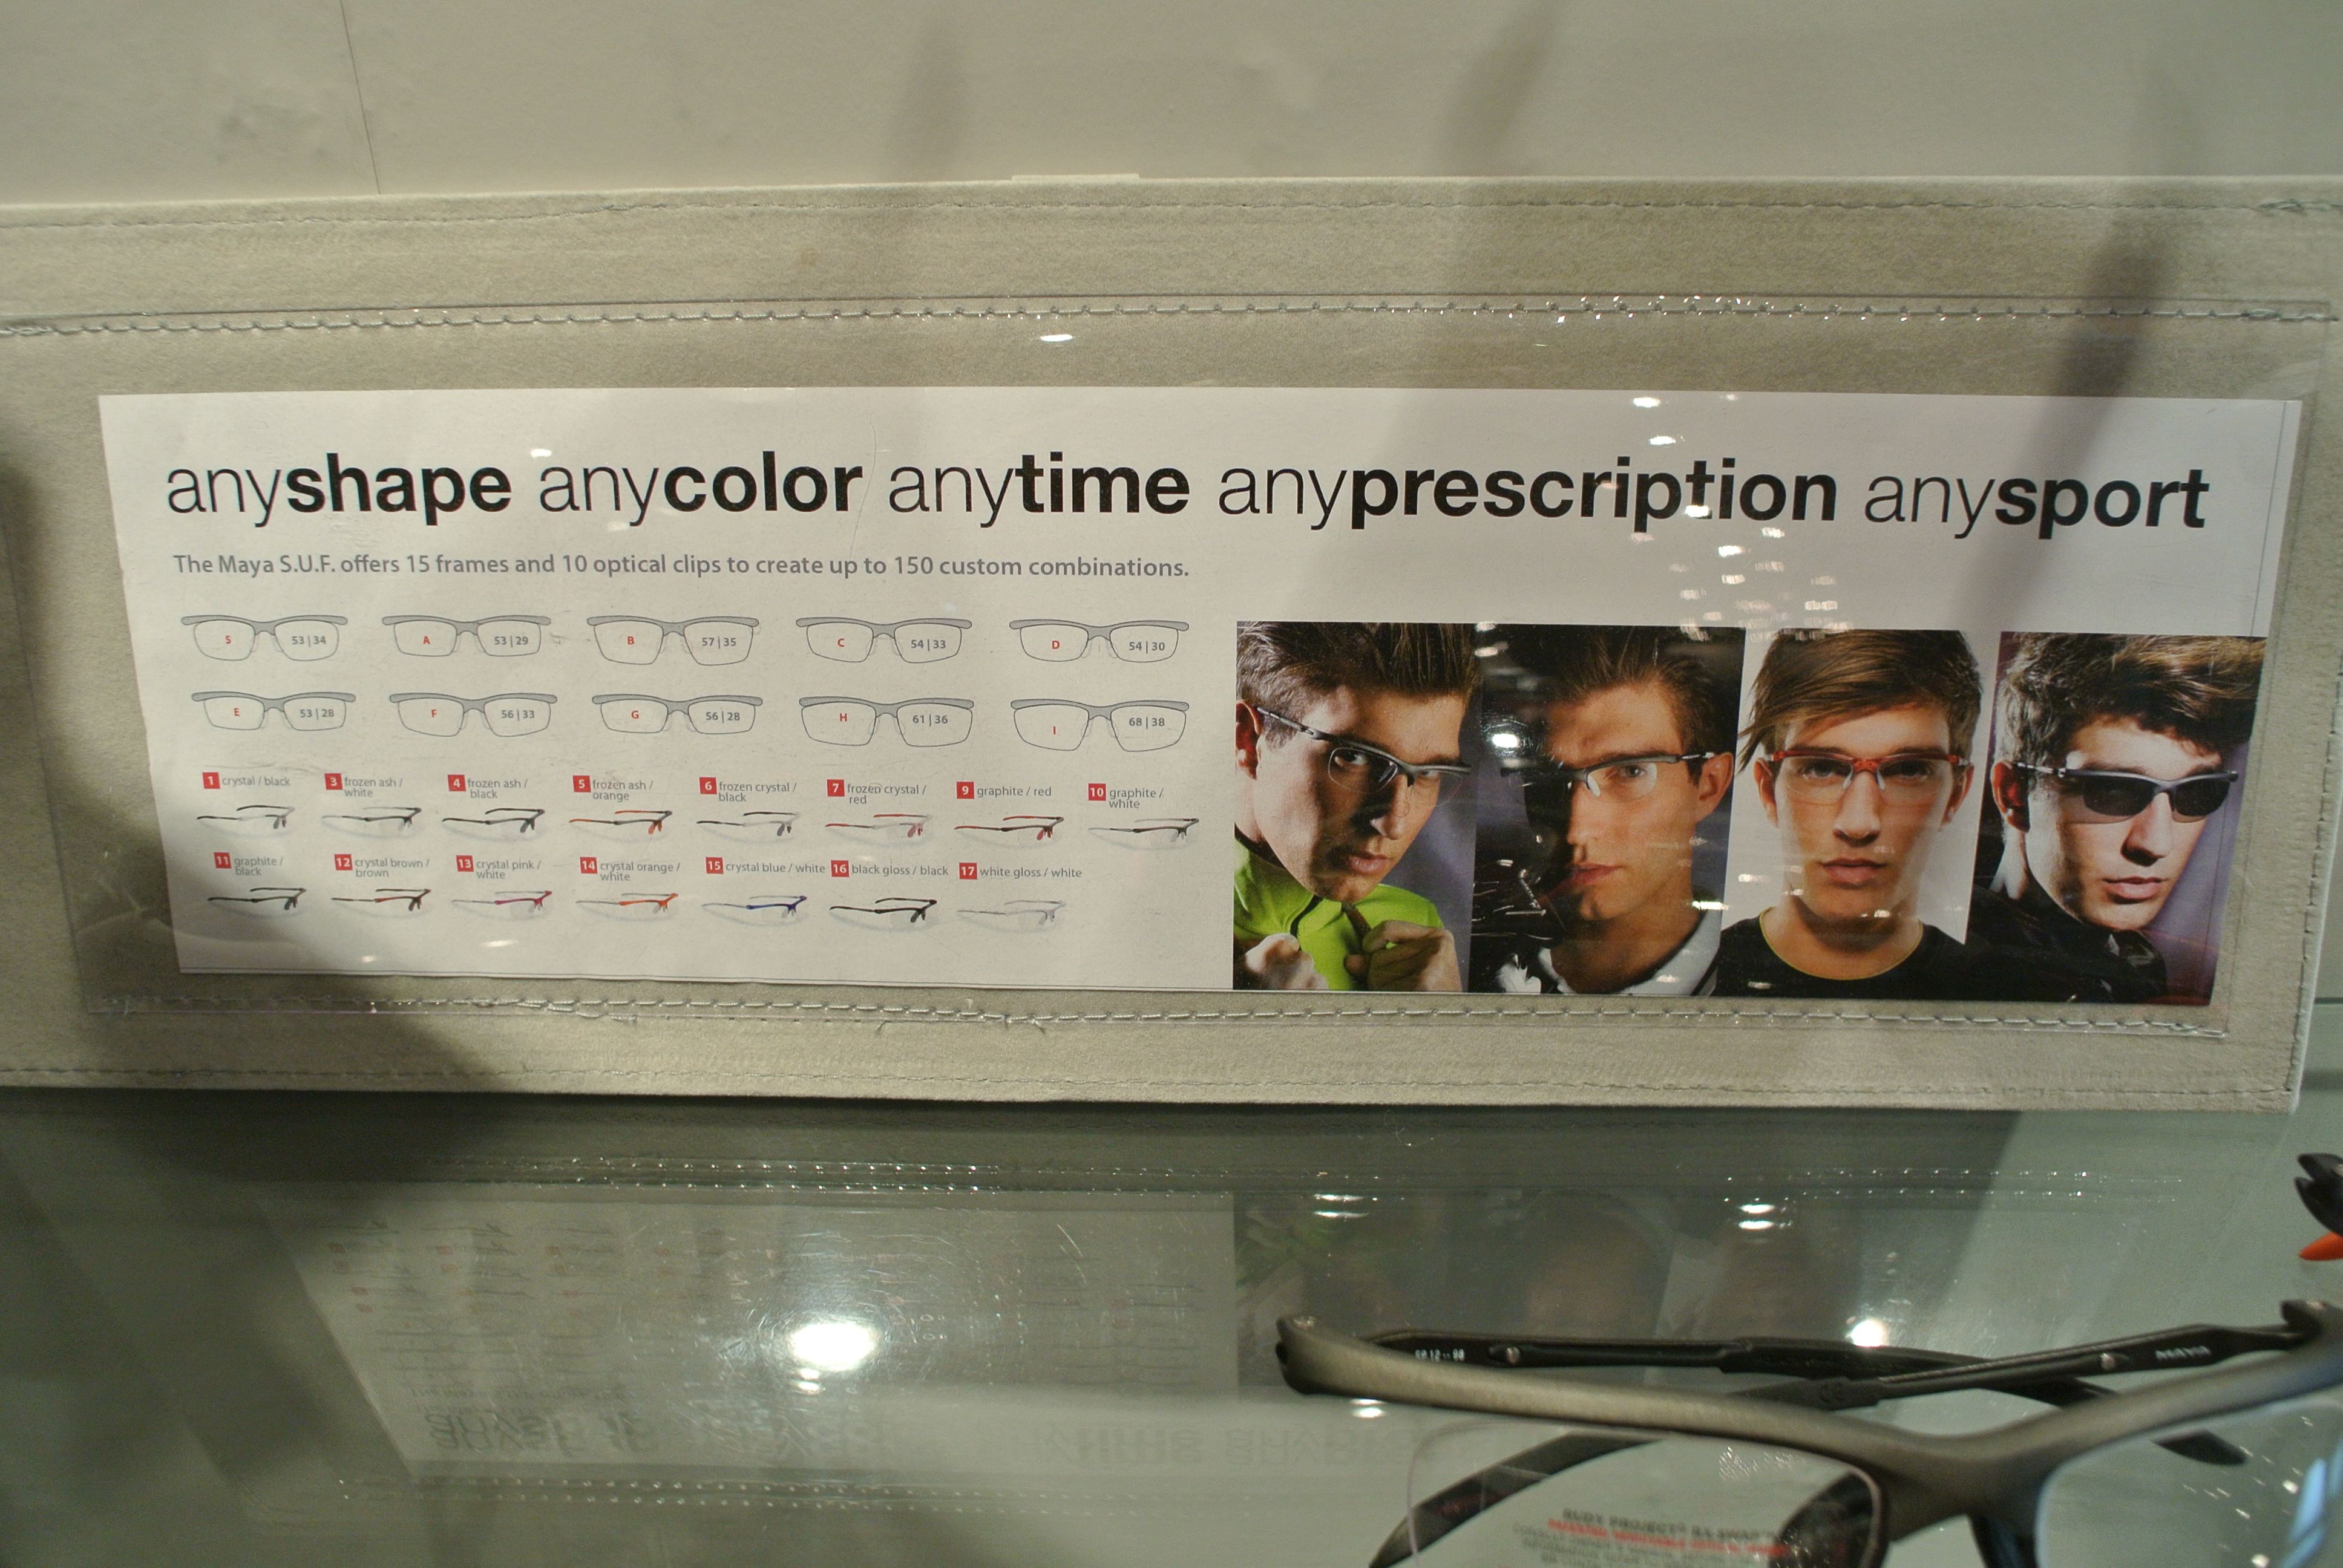 anyshape anycolor anytime anyprescription anysport
The Maya S.U.F. offers 15 frames and 10 optical clips to create up to 150 custom combinations.
S 53|34 A 53|29 B 57|35 C 54|33 D 54|30
E 53|28 F 56|33 G 56|28 H 61|36 I 68|38
1 crystal / black
3 frozen ash /
white
4 frozen ash /
black
5 frozen ash /
orange
6 frozen crystal /
black
7 frozen crystal /
red
9 graphite / red
10 graphite /
white
11 graphite /
black
12 crystal brown /
brown
13 crystal pink /
white
14 crystal orange /
white
15 crystal blue / white
16 black gloss / black
17 white gloss / white
MAYA
RUDY PROJECT